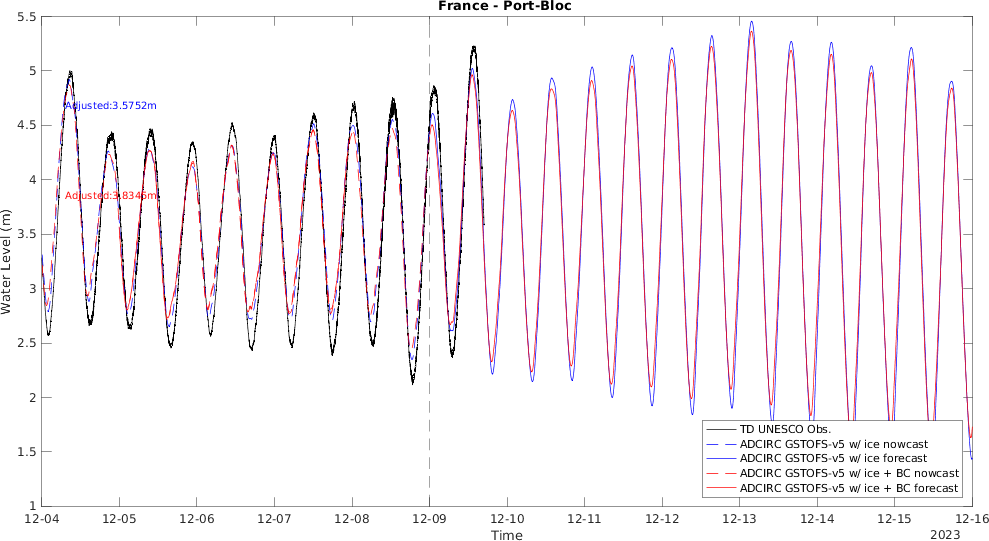 France - Port-Bloc
5.5
5
4.5
4
3.5
3
2.5
2
1.5
1
Water Level (m)
Adjusted:3.5752m
Adjusted:3.8346m
TD UNESCO Obs.
ADCIRC GSTOFS-v5 w/ ice nowcast
ADCIRC GSTOFS-v5 w/ ice forecast
ADCIRC GSTOFS-v5 w/ ice + BC nowcast
ADCIRC GSTOFS-v5 w/ ice + BC forecast
12-04 12-05 12-06 12-07 12-08 12-09 12-10 12-11 12-12 12-13 12-14 12-15 12-16
Time
2023